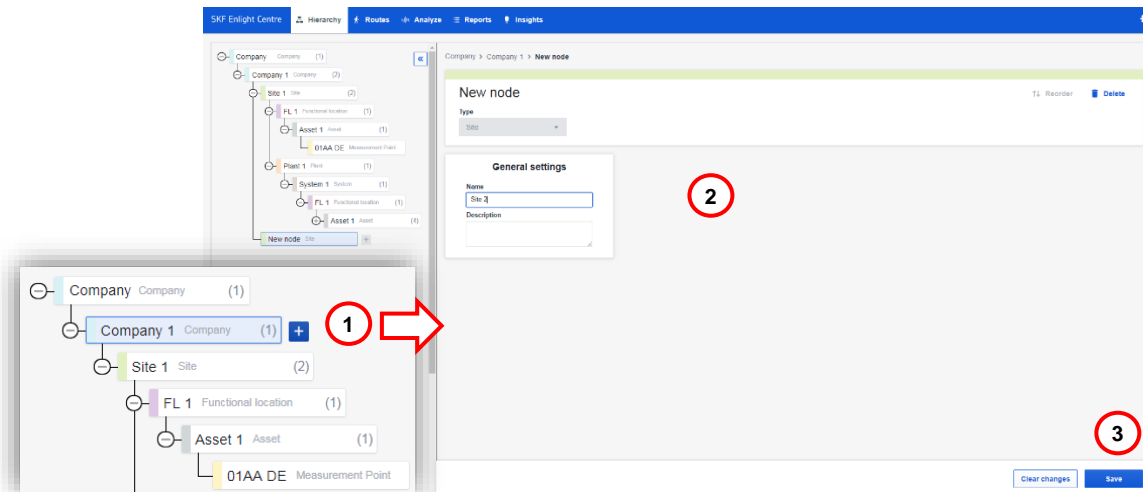 SKF Enlight Centre Hierarchy Routes Analyze Reports Insights
Company Company (1)
Company 1 Company (2)
Site 1 Site (2)
FL 1 Functional location (1)
Asset 1 Asset (1)
01AA DE Measurement Point
Plant 1 Plant (1)
System 1 System (1)
FL 1 Functional location (1)
Asset 1 Asset (4)
New node Site +
«
Company > Company 1 > New node
New node
Reorder Delete
Type
Site
General settings
Name
Site 2
Description
2
Company Company (1)
Company 1 Company (1) +
1
Site 1 Site (2)
FL 1 Functional location (1)
Asset 1 Asset (1)
01AA DE Measurement Point
3
Clear changes Save